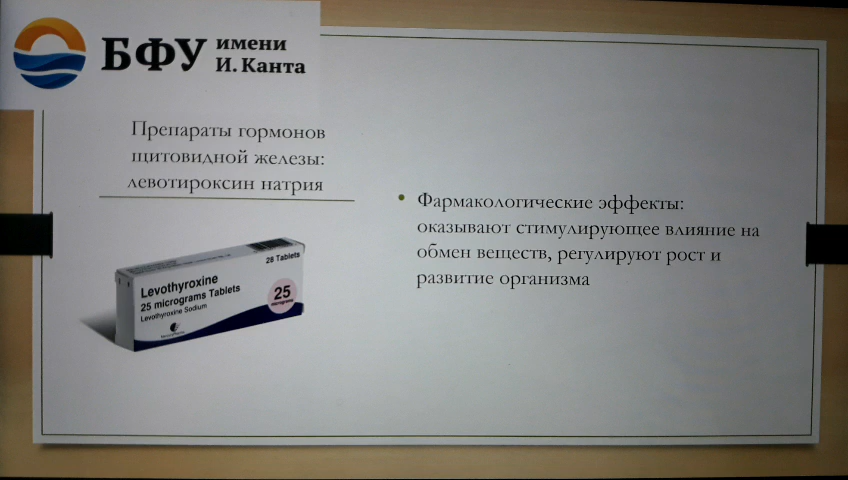 БФУ имени
И. Канта
Препараты гормонов
щитовидной железы:
левотироксин натрия
• Фармакологические эффекты:
оказывают стимулирующее влияние на
обмен веществ, регулируют рост и
развитие организма
28 Tablets
Levothyroxine
25 micrograms Tablets
Levothyroxine Sodium
25
micrograms